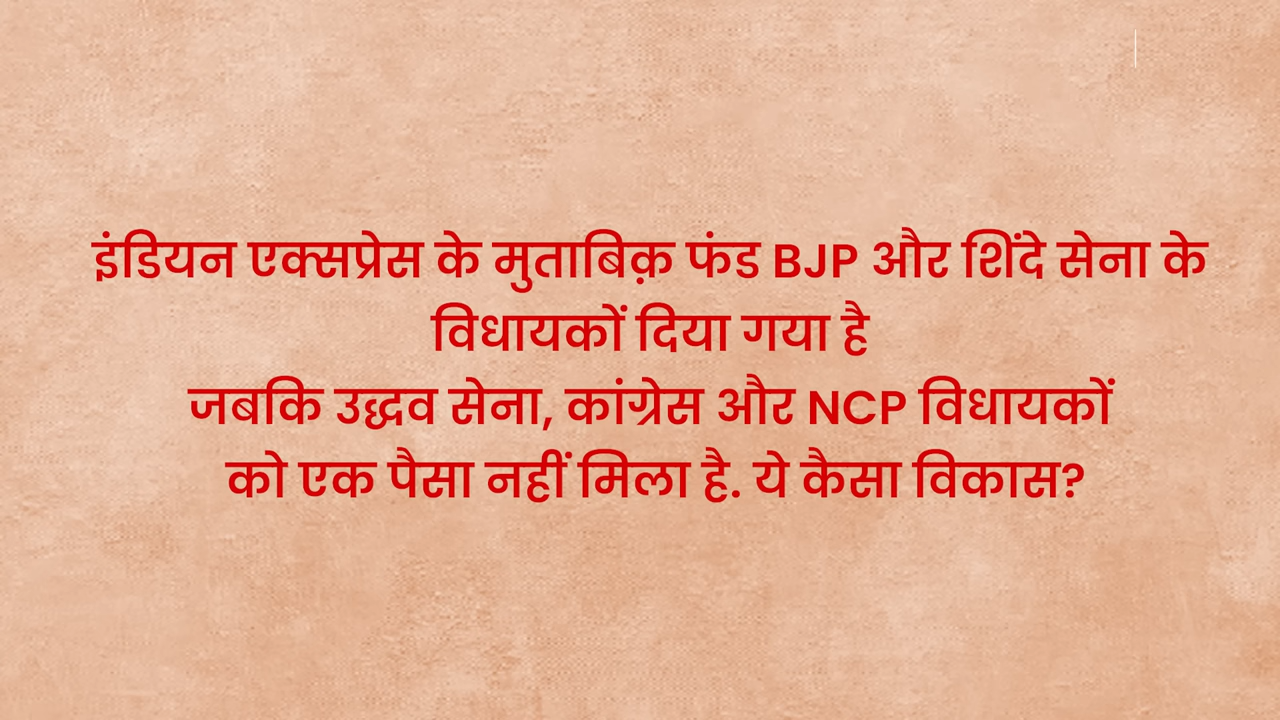 इंडियन एक्सप्रेस के मुताबिक़ फंड BJP और शिंदे सेना के
विधायकों दिया गया है
जबकि उद्धव सेना, कांग्रेस और NCP विधायकों
को एक पैसा नहीं मिला है. ये कैसा विकास?